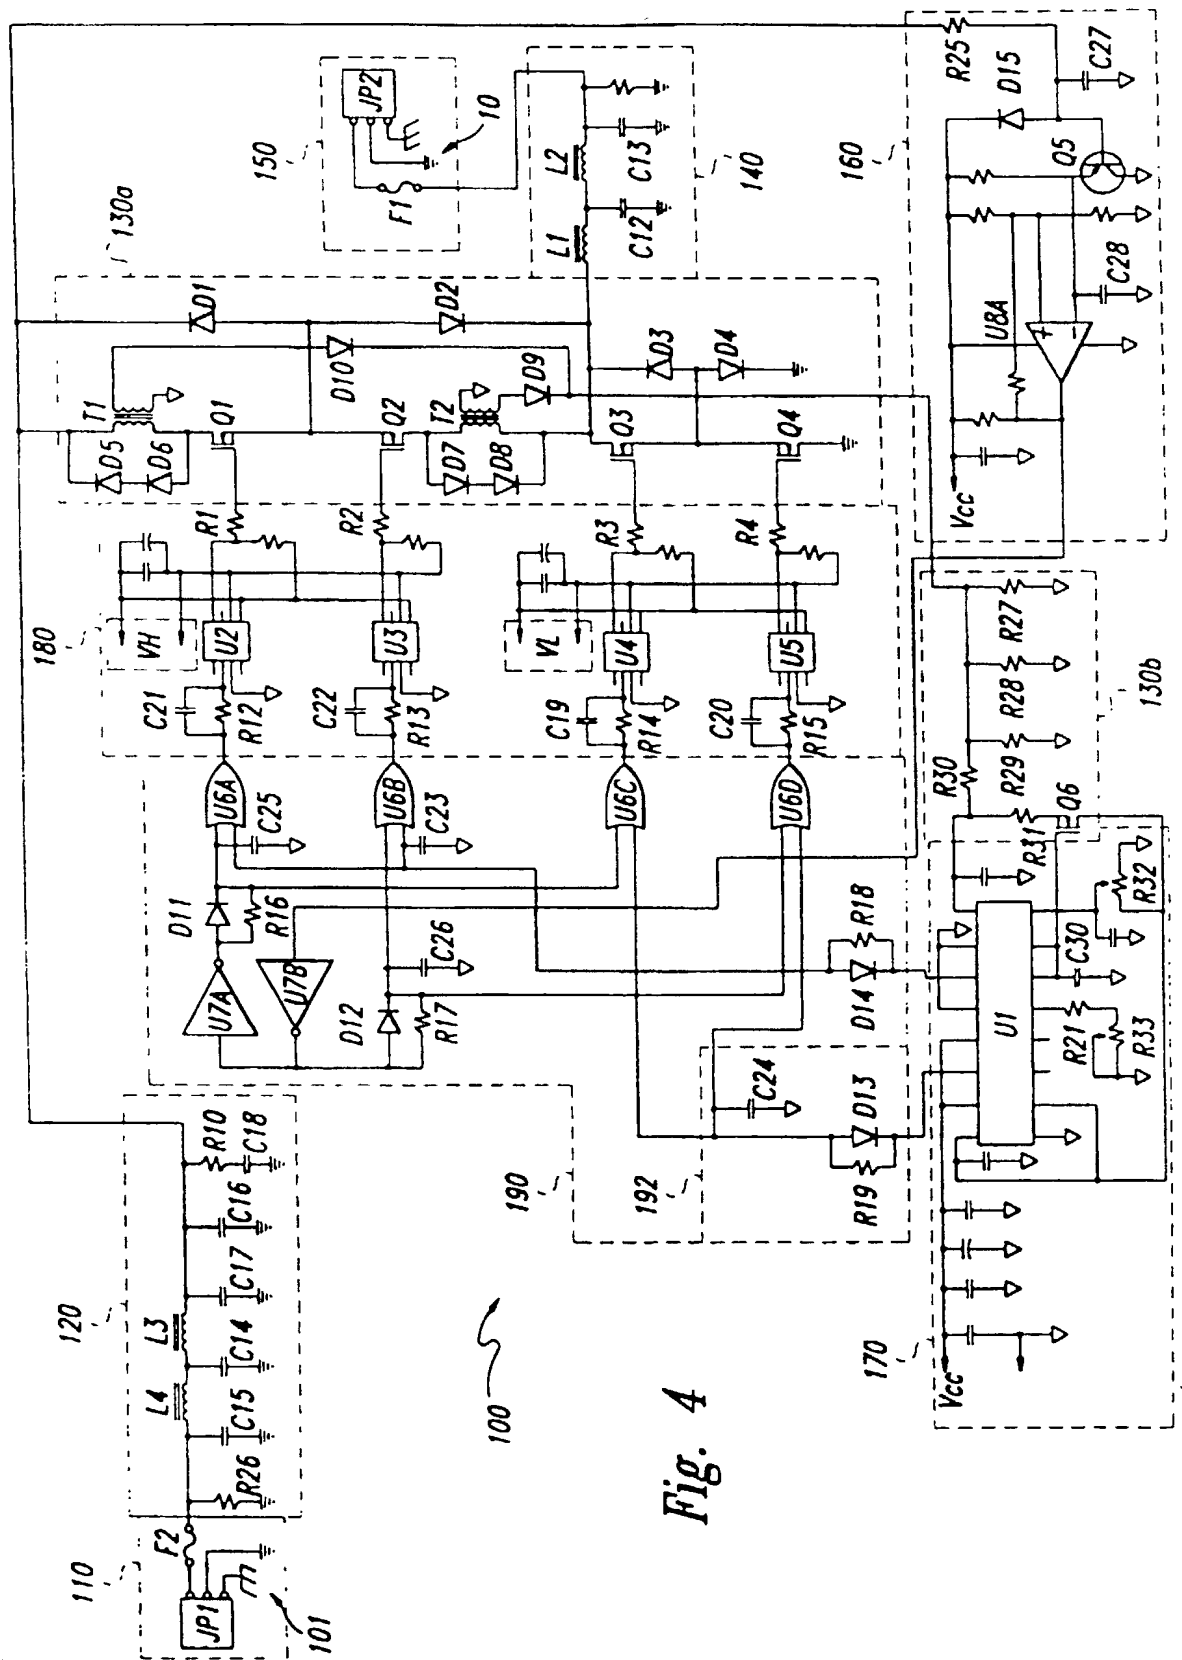 110
JP1
101
F2
120
R26
L4
C15
L3
C14
C17
C16
R10
C18
100
Fig. 4
190
192
U7A
D11
R16
U7B
D12
R17
C26
C24
R19
D13
D14
R18
U6A
C25
U6B
C23
U6C
U6D
180
C21
R12
VH
U2
R1
C22
R13
U3
R2
C19
R14
VL
U4
R3
C20
R15
U5
R4
130a
D5
D6
T1
Q1
D1
D10
Q2
D7
D8
T2
D9
D2
Q3
D3
D4
Q4
150
JP2
F1
10
140
L1
C12
L2
C13
160
R25
D15
C27
Q5
U8A
C28
Vcc
130b
R27
R28
R29
R30
R31
Q6
170
Vcc
U1
R21
R33
C30
R32